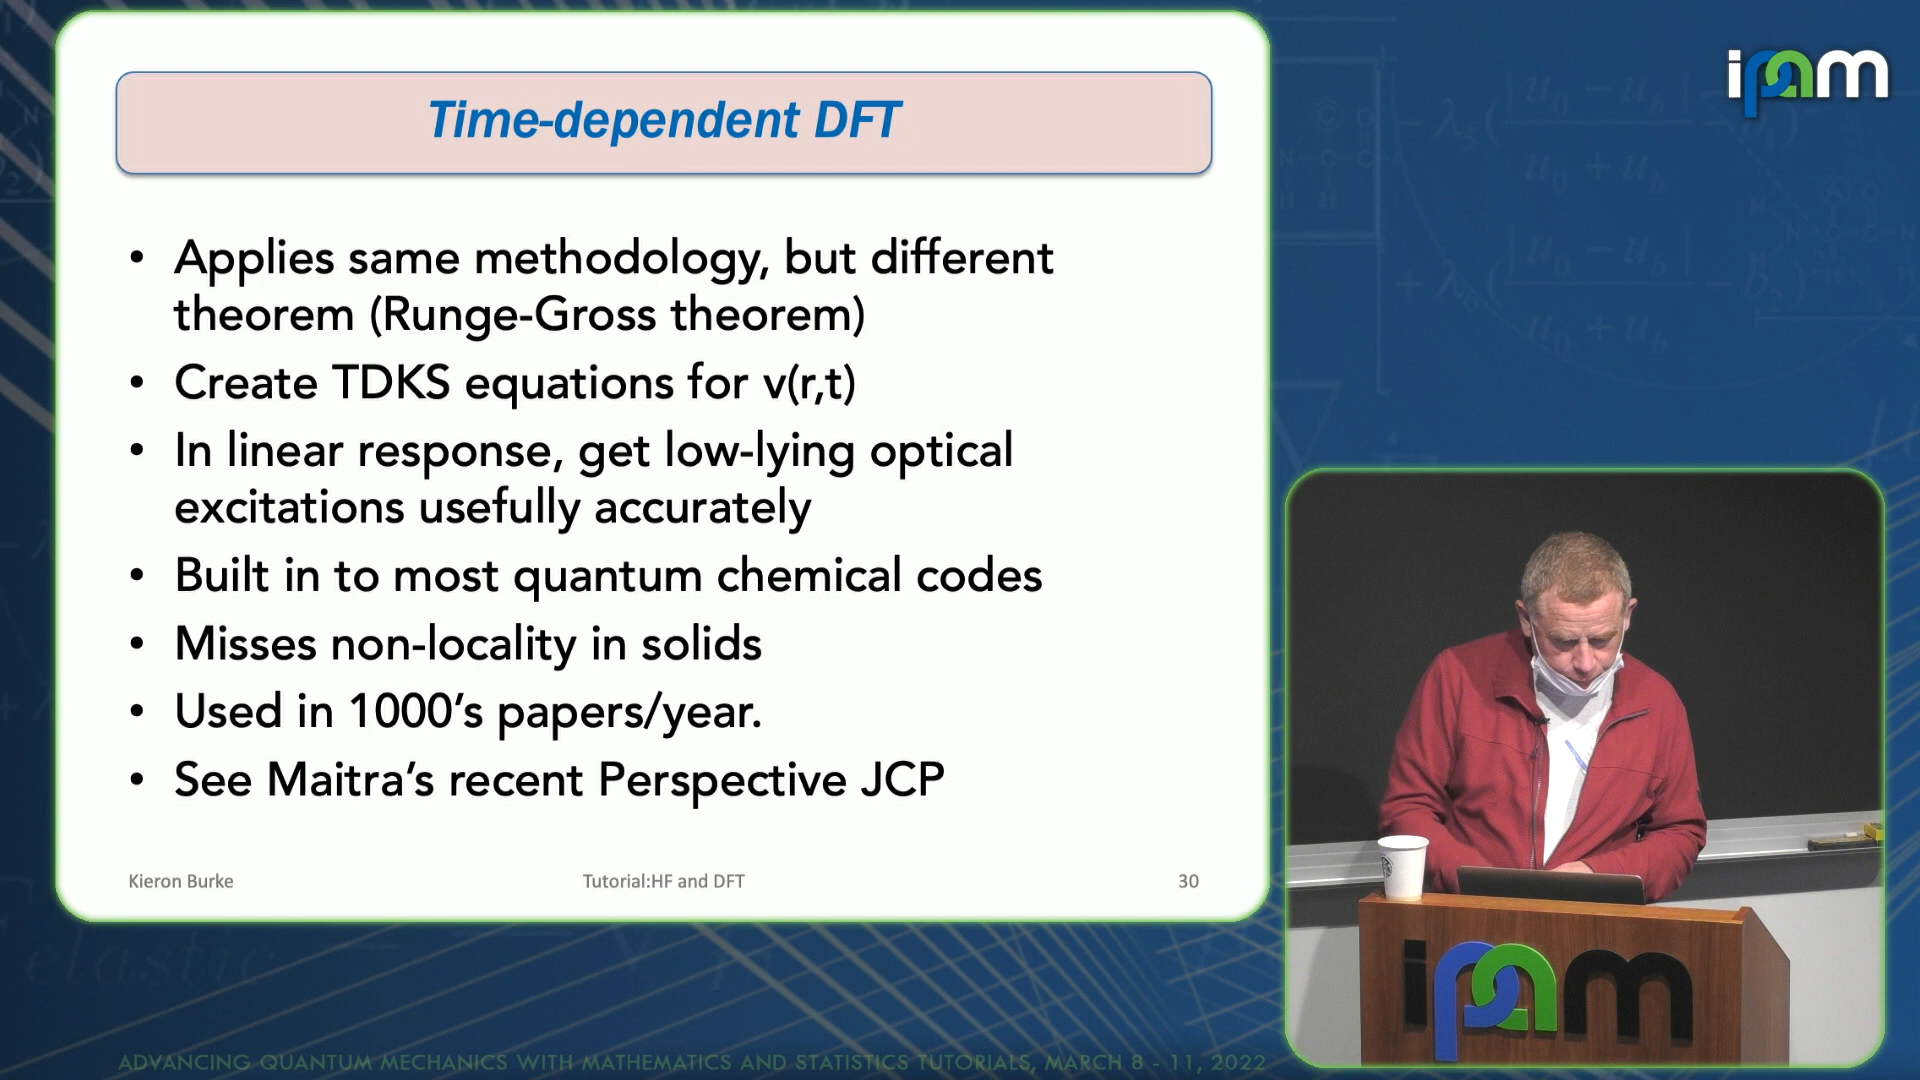 Time-dependent DFT
• Applies same methodology, but different
theorem (Runge-Gross theorem)
• Create TDKS equations for v(r,t)
• In linear response, get low-lying optical
excitations usefully accurately
• Built in to most quantum chemical codes
• Misses non-locality in solids
• Used in 1000's papers/year.
• See Maitra's recent Perspective JCP
Kieron Burke
Tutorial:HF and DFT
30
ipam
ipam
elastic
ADVANCING QUANTUM MECHANICS WITH MATHEMATICS AND STATISTICS TUTORIALS, MARCH 8 - 11, 2022